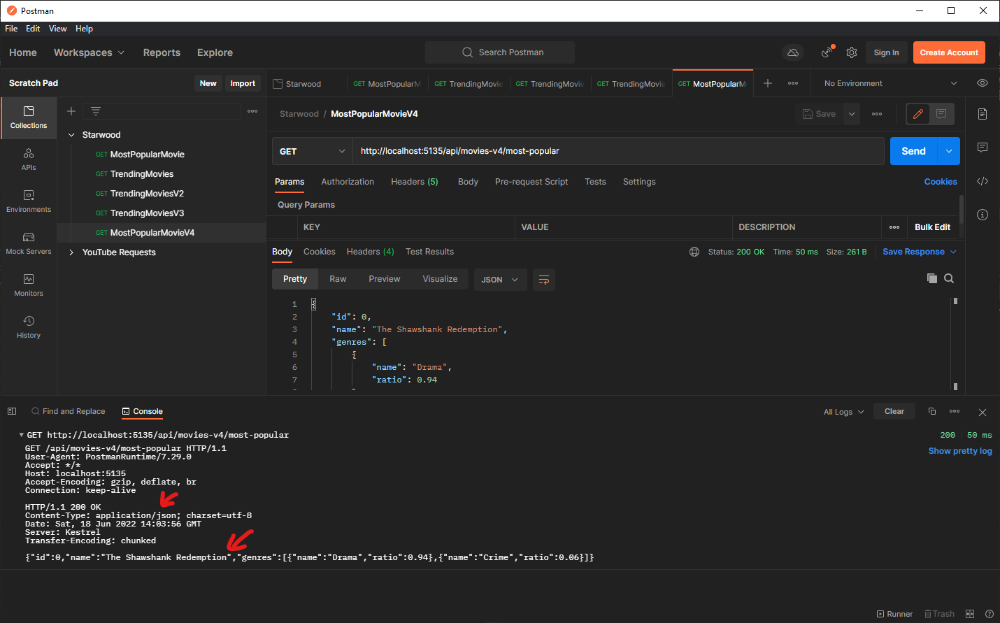 Postman
File Edit View Help
Home Workspaces Reports Explore Search Postman Sign In Create Account
Scratch Pad New Import Starwood GET MostPopularM GET TrendingMovie GET TrendingMovie GET TrendingMovie GET MostPopularM No Environment
Starwood / MostPopularMovieV4 Save
Collections
APIs
Environments
Mock Servers
Monitors
History
Starwood
GET MostPopularMovie
GET TrendingMovies
GET TrendingMoviesV2
GET TrendingMoviesV3
GET MostPopularMovieV4
YouTube Requests
GET http://localhost:5135/api/movies-v4/most-popular Send
Params Authorization Headers (5) Body Pre-request Script Tests Settings Cookies
Query Params
KEY VALUE DESCRIPTION Bulk Edit
Body Cookies Headers (4) Test Results Status: 200 OK Time: 50 ms Size: 261 B Save Response
Pretty Raw Preview Visualize JSON
1 {
2 "id": 0,
3 "name": "The Shawshank Redemption",
4 "genres": [
5 {
6 "name": "Drama",
7 "ratio": 0.94
Find and Replace Console All Logs Clear
GET http://localhost:5135/api/movies-v4/most-popular 200 50 ms
Show pretty log
GET /api/movies-v4/most-popular HTTP/1.1
User-Agent: PostmanRuntime/7.29.0
Accept: */*
Host: localhost:5135
Accept-Encoding: gzip, deflate, br
Connection: keep-alive
HTTP/1.1 200 OK
Content-Type: application/json; charset=utf-8
Date: Sat, 18 Jun 2022 14:03:56 GMT
Server: Kestrel
Transfer-Encoding: chunked
{"id":0,"name":"The Shawshank Redemption","genres":[{"name":"Drama","ratio":0.94},{"name":"Crime","ratio":0.06}]}
Runner Trash